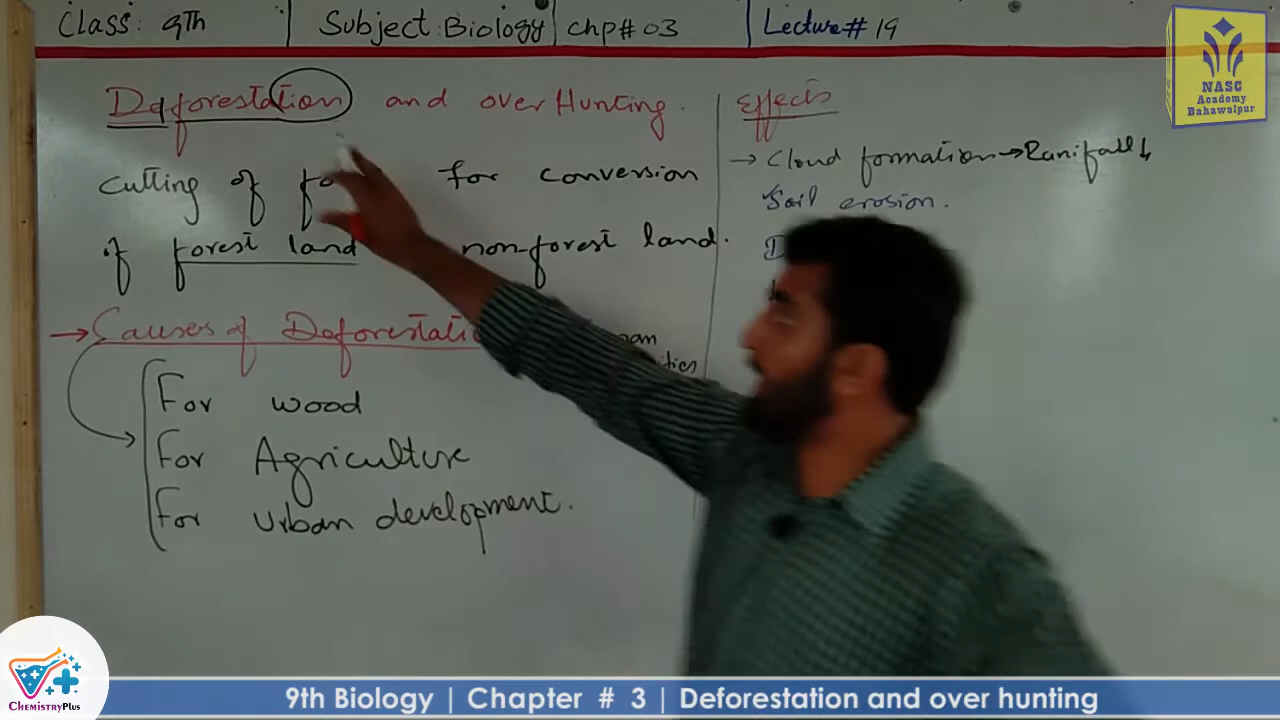 Class: 9Th | Subject: Biology | Chp# 03 | Lecture# 19
Deforestation and over Hunting.
Cutting of for conversion
of forest land non-forest land.
→ Causes of Deforestati
For wood
For Agriculture
For urban development.
Effects
→ Cloud formation → Ranifall ↓
Soil erosion.
NASC
Academy
Bahawalpur
ChemistryPlus
9th Biology | Chapter # 3 | Deforestation and over hunting